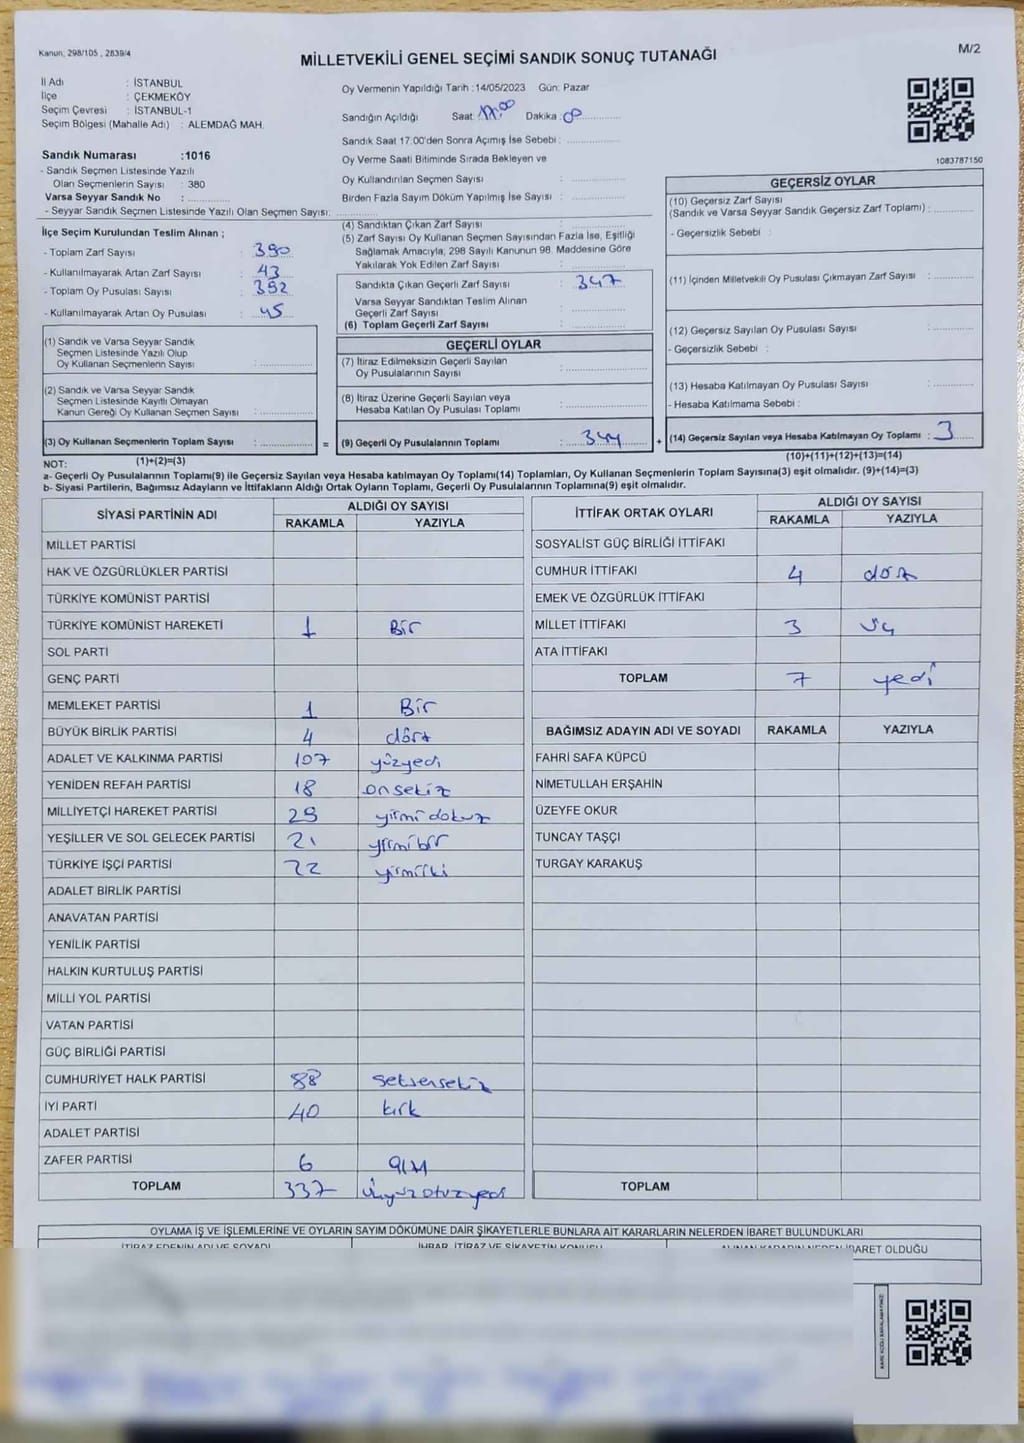 Kanun, 298/105 , 2839/4
MİLLETVEKİLİ GENEL SEÇİMİ SANDIK SONUÇ TUTANAĞI
M/2
İl Adı : İSTANBUL
İlçe : ÇEKMEKÖY
Seçim Çevresi : İSTANBUL-1
Seçim Bölgesi (Mahalle Adı) : ALEMDAĞ MAH.
Sandık Numarası :1016
- Sandık Seçmen Listesinde Yazılı
Olan Seçmenlerin Sayısı : 380
Varsa Seyyar Sandık No :
- Seyyar Sandık Seçmen Listesinde Yazılı Olan Seçmen Sayısı:
Oy Vermenin Yapıldığı Tarih :14/05/2023 Gün: Pazar
Sandığın Açıldığı Saat: Dakika :
Sandık Saat 17:00'den Sonra Açımış İse Sebebi :
Oy Verme Saati Bitiminde Sırada Bekleyen ve
Oy Kullandırılan Seçmen Sayısı :
Birden Fazla Sayım Döküm Yapılmış İse Sayısı :
1083787150
İlçe Seçim Kurulundan Teslim Alınan ;
- Toplam Zarf Sayısı : 390
- Kullanılmayarak Artan Zarf Sayısı : 43
- Toplam Oy Pusulası Sayısı : 392
- Kullanılmayarak Artan Oy Pusulası : 45
(1) Sandık ve Varsa Seyyar Sandık
Seçmen Listesinde Yazılı Olup
Oy Kullanan Seçmenlerin Sayısı :
(2) Sandık ve Varsa Seyyar Sandık
Seçmen Listesinde Kayıtlı Olmayan
Kanun Gereği Oy Kullanan Seçmen Sayısı :
(3) Oy Kullanan Seçmenlerin Toplam Sayısı : =
(1)+(2)=(3)
(4) Sandıktan Çıkan Zarf Sayısı :
(5) Zarf Sayısı Oy Kullanan Seçmen Sayısından Fazla İse, Eşitliği
Sağlamak Amacıyla, 298 Sayılı Kanunun 98. Maddesine Göre
Yakılarak Yok Edilen Zarf Sayısı :
Sandıkta Çıkan Geçerli Zarf Sayısı : 347
Varsa Seyyar Sandıktan Teslim Alınan
Geçerli Zarf Sayısı :
(6) Toplam Geçerli Zarf Sayısı :
GEÇERLİ OYLAR
(7) İtiraz Edilmeksizin Geçerli Sayılan
Oy Pusulalarının Sayısı :
(8) İtiraz Üzerine Geçerli Sayılan veya
Hesaba Katılan Oy Pusulası Toplamı :
(9) Geçerli Oy Pusulalarının Toplamı : 344 +
GEÇERSİZ OYLAR
(10) Geçersiz Zarf Sayısı
(Sandık ve Varsa Seyyar Sandık Geçersiz Zarf Toplamı) :
- Geçersizlik Sebebi :
(11) İçinden Milletvekili Oy Pusulası Çıkmayan Zarf Sayısı :
(12) Geçersiz Sayılan Oy Pusulası Sayısı :
- Geçersizlik Sebebi :
(13) Hesaba Katılmayan Oy Pusulası Sayısı :
- Hesaba Katılmama Sebebi :
(14) Geçersiz Sayılan veya Hesaba Katılmayan Oy Toplamı : 3
(10)+(11)+(12)+(13)=(14)
NOT:
a- Geçerli Oy Pusulalarının Toplamı(9) ile Geçersiz Sayılan veya Hesaba katılmayan Oy Toplamı(14) Toplamları, Oy Kullanan Seçmenlerin Toplam Sayısına(3) eşit olmalıdır. (9)+(14)=(3)
b- Siyasi Partilerin, Bağımsız Adayların ve İttifakların Aldığı Ortak Oyların Toplamı, Geçerli Oy Pusulalarının Toplamına(9) eşit olmalıdır.
SİYASİ PARTİNİN ADI ALDIĞI OY SAYISI
RAKAMLA YAZIYLA
MİLLET PARTİSİ
HAK VE ÖZGÜRLÜKLER PARTİSİ
TÜRKİYE KOMÜNİST PARTİSİ
TÜRKİYE KOMÜNİST HAREKETİ 1 Bir
SOL PARTİ
GENÇ PARTİ
MEMLEKET PARTİSİ 1 Bir
BÜYÜK BİRLİK PARTİSİ 4 dört
ADALET VE KALKINMA PARTİSİ 107 yüzyedi
YENİDEN REFAH PARTİSİ 18 onsekiz
MİLLİYETÇİ HAREKET PARTİSİ 29 yirmi dokuz
YEŞİLLER VE SOL GELECEK PARTİSİ 21 yirmi bir
TÜRKİYE İŞÇİ PARTİSİ 22 yirmiiki
ADALET BİRLİK PARTİSİ
ANAVATAN PARTİSİ
YENİLİK PARTİSİ
HALKIN KURTULUŞ PARTİSİ
MİLLİ YOL PARTİSİ
VATAN PARTİSİ
GÜÇ BİRLİĞİ PARTİSİ
CUMHURİYET HALK PARTİSİ 88 seksensekiz
İYİ PARTİ 40 kırk
ADALET PARTİSİ
ZAFER PARTİSİ 6 altı
TOPLAM 337 üçyüzotuzyedi
İTTİFAK ORTAK OYLARI ALDIĞI OY SAYISI
RAKAMLA YAZIYLA
SOSYALİST GÜÇ BİRLİĞİ İTTİFAKI
CUMHUR İTTİFAKI 4 dört
EMEK VE ÖZGÜRLÜK İTTİFAKI
MİLLET İTTİFAKI 3 üç
ATA İTTİFAKI
TOPLAM 7 yedi
BAĞIMSIZ ADAYIN ADI VE SOYADI RAKAMLA YAZIYLA
FAHRİ SAFA KÜPCÜ
NİMETULLAH ERŞAHİN
ÜZEYFE OKUR
TUNCAY TAŞÇI
TURGAY KARAKUŞ
TOPLAM
OYLAMA İŞ VE İŞLEMLERİNE VE OYLARIN SAYIM DÖKÜMÜNE DAİR ŞİKAYETLERLE BUNLARA AİT KARARLARIN NELERDEN İBARET BULUNDUKLARI
İTİRAZ EDENİN ADI VE SOYADI İHBAR, İTİRAZ VE ŞİKAYETİN KONUSU ALINAN KARARIN NEDEN İBARET OLDUĞU